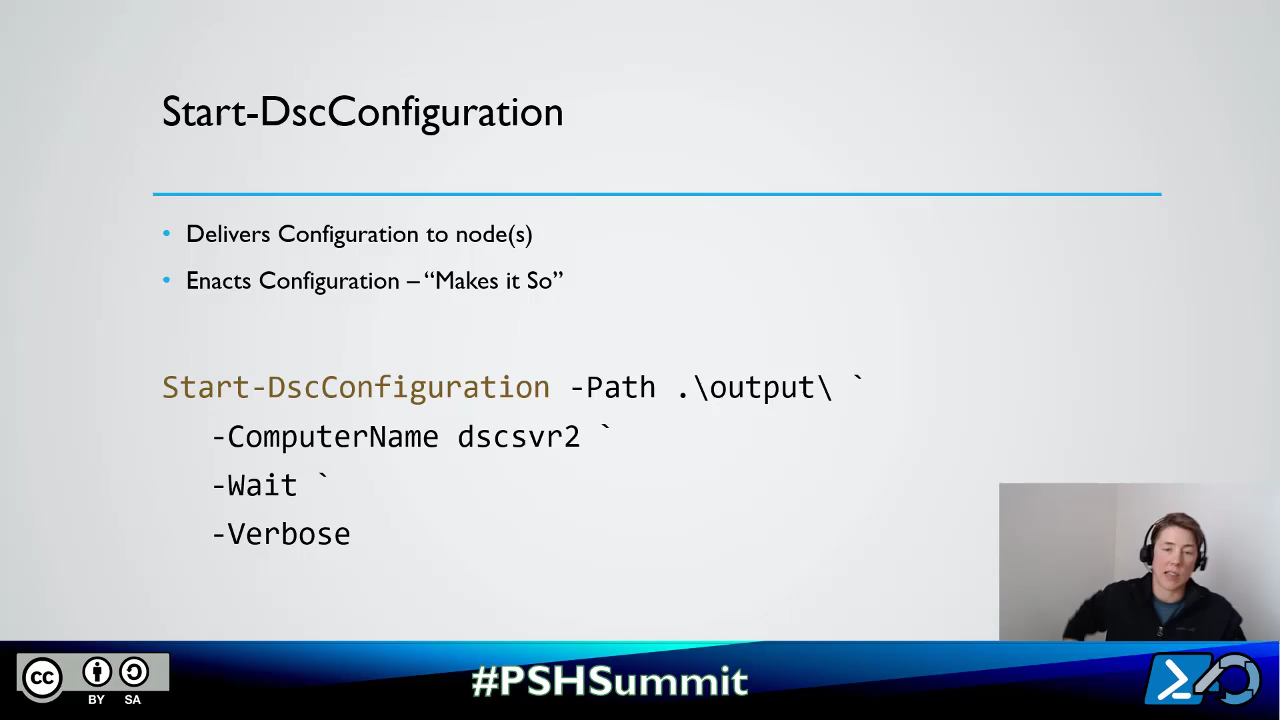 Start-DscConfiguration
• Delivers Configuration to node(s)
• Enacts Configuration – “Makes it So”
Start-DscConfiguration -Path .\output\ `
-ComputerName dscsvr2 `
-Wait `
-Verbose
cc BY SA
#PSHSummit